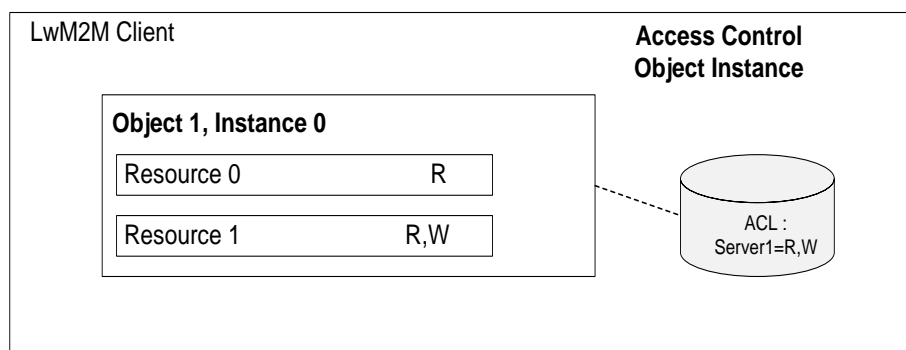 LwM2M Client
Access Control
Object Instance
Object 1, Instance 0
Resource 0 R
Resource 1 R,W
ACL :
Server1=R,W